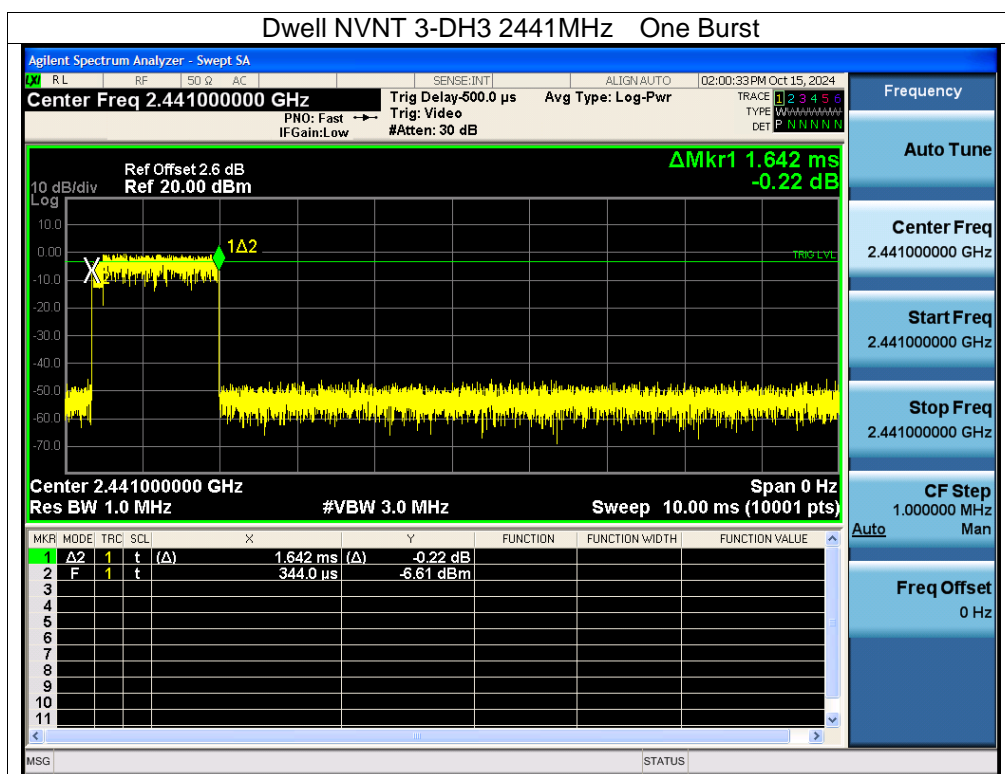 Dwell NVNT 3-DH3 2441MHz One Burst
Agilent Spectrum Analyzer - Swept SA
LXI RL RF 50 Ω AC SENSE:INT ALIGN AUTO 02:00:33 PM Oct 15, 2024
Center Freq 2.441000000 GHz
PNO: Fast
IFGain:Low
Trig Delay-500.0 µs
Trig: Video
#Atten: 30 dB
Avg Type: Log-Pwr
TRACE 1 2 3 4 5 6
TYPE WWWWWW
DET P N N N N N
Ref Offset 2.6 dB
10 dB/div Ref 20.00 dBm
Log
ΔMkr1 1.642 ms
-0.22 dB
10.0
0.00
-10.0
-20.0
-30.0
-40.0
-50.0
-60.0
-70.0
1Δ2
TRIG LVL
Center 2.441000000 GHz Span 0 Hz
Res BW 1.0 MHz #VBW 3.0 MHz Sweep 10.00 ms (10001 pts)
MKR MODE TRC SCL X Y FUNCTION FUNCTION WIDTH FUNCTION VALUE
1 Δ2 1 t (Δ) 1.642 ms (Δ) -0.22 dB
2 F 1 t 344.0 µs -6.61 dBm
3
4
5
6
7
8
9
10
11
MSG STATUS
Frequency
Auto Tune
Center Freq
2.441000000 GHz
Start Freq
2.441000000 GHz
Stop Freq
2.441000000 GHz
CF Step
1.000000 MHz
Auto Man
Freq Offset
0 Hz